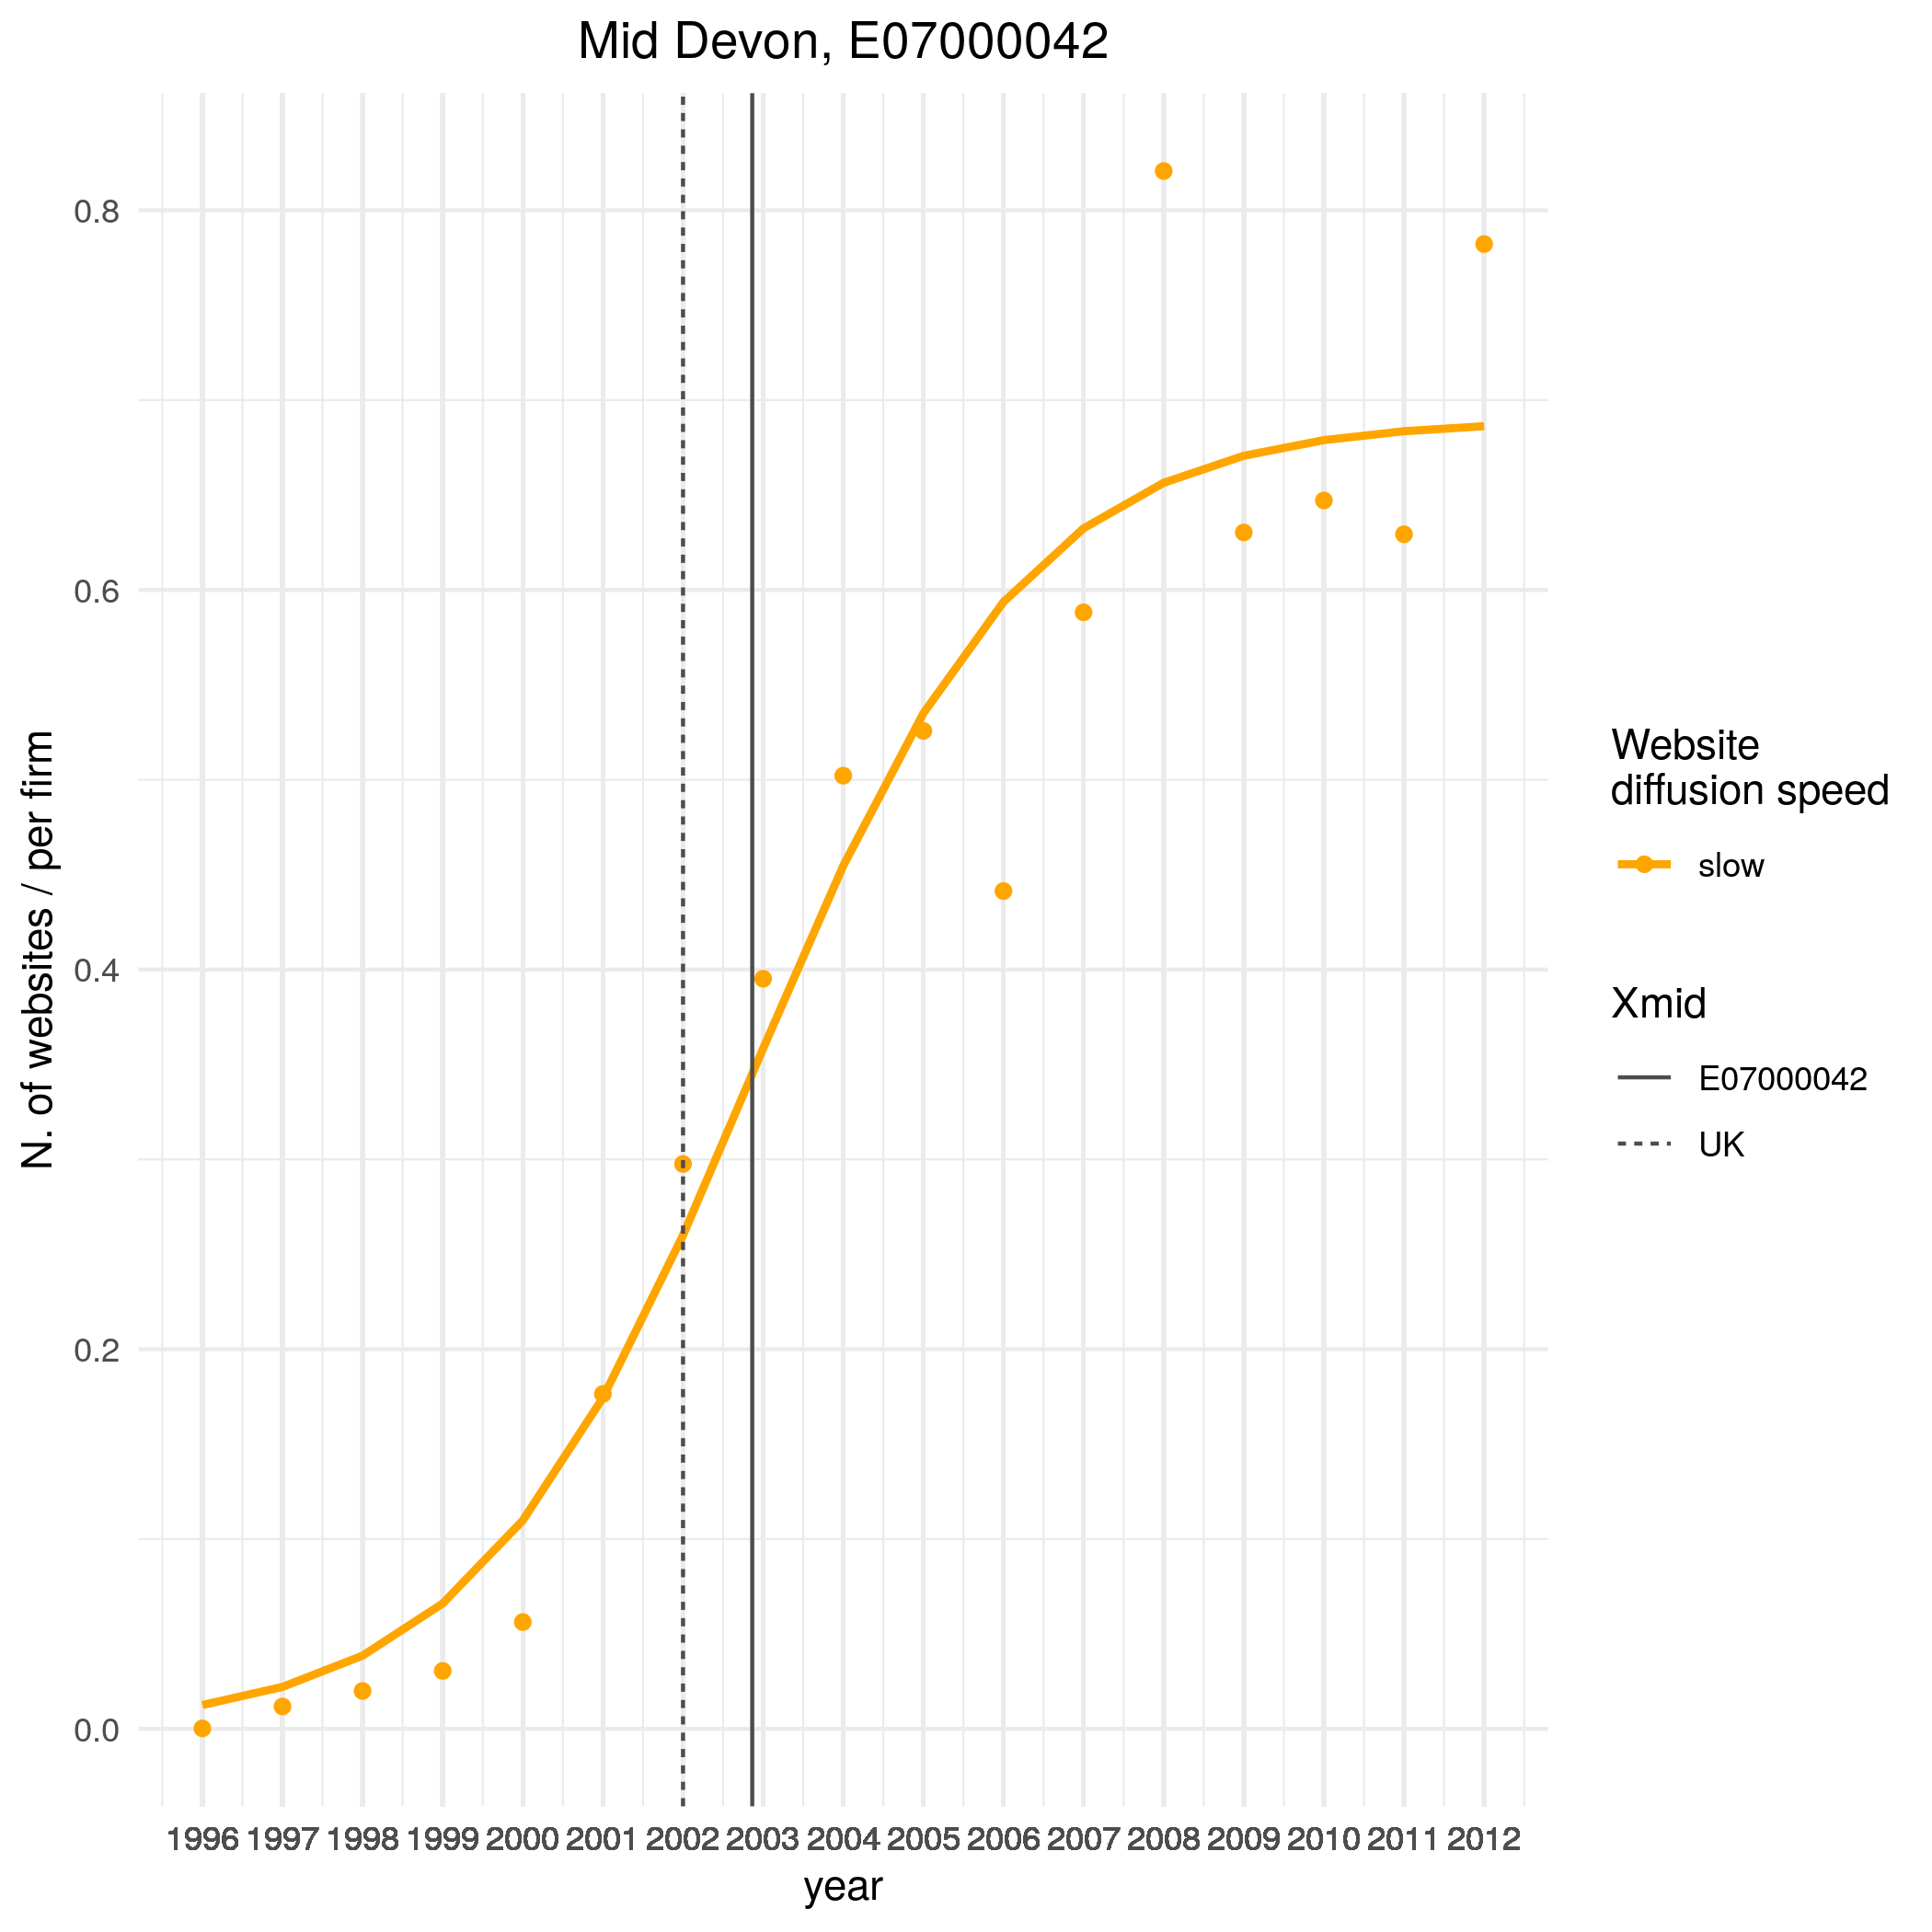 Mid Devon, E07000042
N. of websites / per firm
0.8
0.6
0.4
0.2
0.0
1996 1997 1998 1999 2000 2001 2002 2003 2004 2005 2006 2007 2008 2009 2010 2011 2012
year
Website
diffusion speed
slow
Xmid
E07000042
UK